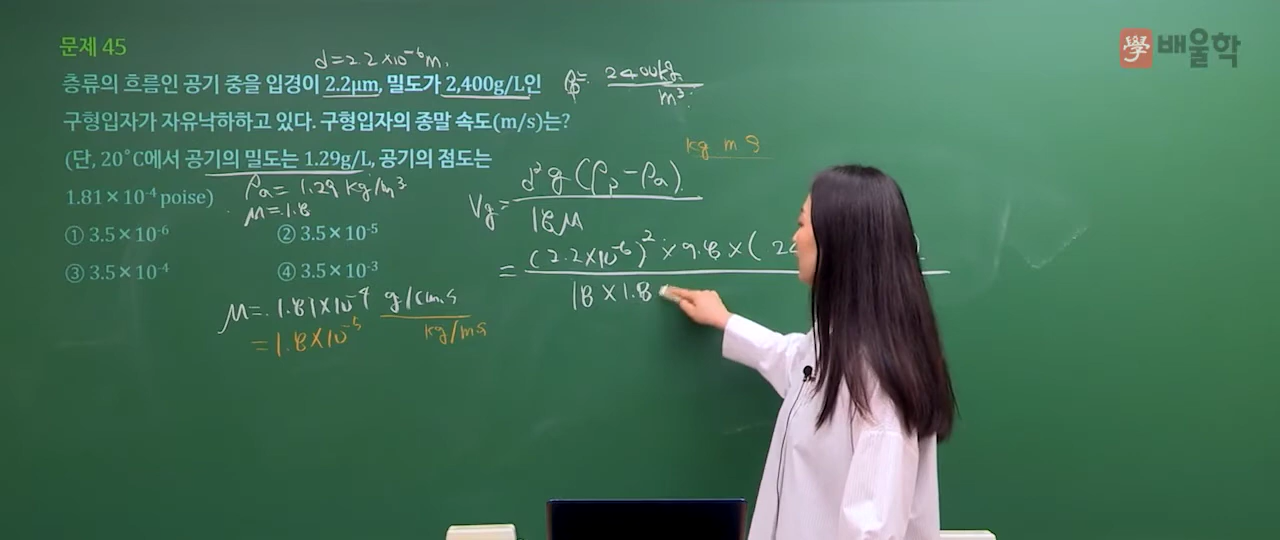 문제 45
學 배울학
d=2.2×10⁻⁶m.
층류의 흐름인 공기 중을 입경이 2.2μm, 밀도가 2,400g/L인
2400kg
m³
구형입자가 자유낙하하고 있다. 구형입자의 종말 속도(m/s)는?
kg m s
(단, 20°C에서 공기의 밀도는 1.29g/L, 공기의 점도는
ρa = 1.29 kg/m³
1.81×10⁻⁴ poise)
μ=1.8
Vg= d²g(ρp-ρa)
18μ
① 3.5×10⁻⁶ ② 3.5×10⁻⁵
③ 3.5×10⁻⁴ ④ 3.5×10⁻³
= (2.2×10⁻⁶)² × 9.8 × (24
18×1.8
μ=. 1.81×10⁻⁴ g/cm.s
=1.8×10⁻⁵ kg/ms